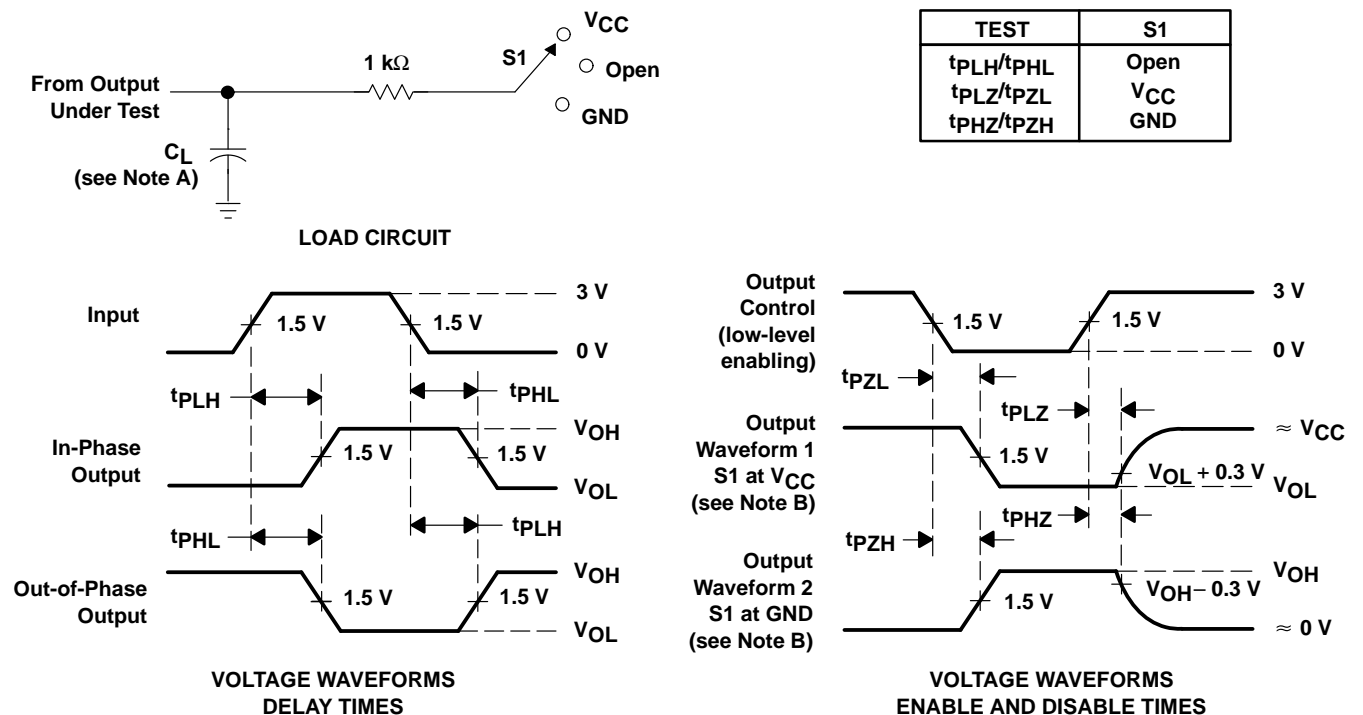 VCC
S1
1 kΩ
Open
From Output
Under Test
GND
CL
(see Note A)
LOAD CIRCUIT
TEST S1
tPLH/tPHL Open
tPLZ/tPZL VCC
tPHZ/tPZH GND
Input
1.5 V 1.5 V
3 V
0 V
tPLH
tPHL
In-Phase
Output
1.5 V 1.5 V
VOH
VOL
tPHL
tPLH
Out-of-Phase
Output
1.5 V 1.5 V
VOH
VOL
VOLTAGE WAVEFORMS
DELAY TIMES
Output
Control
(low-level
enabling)
1.5 V 1.5 V
3 V
0 V
tPZL
tPLZ
Output
Waveform 1
S1 at VCC
(see Note B)
1.5 V
≈ VCC
VOL + 0.3 V
VOL
tPHZ
tPZH
Output
Waveform 2
S1 at GND
(see Note B)
1.5 V
VOH
VOH – 0.3 V
≈ 0 V
VOLTAGE WAVEFORMS
ENABLE AND DISABLE TIMES